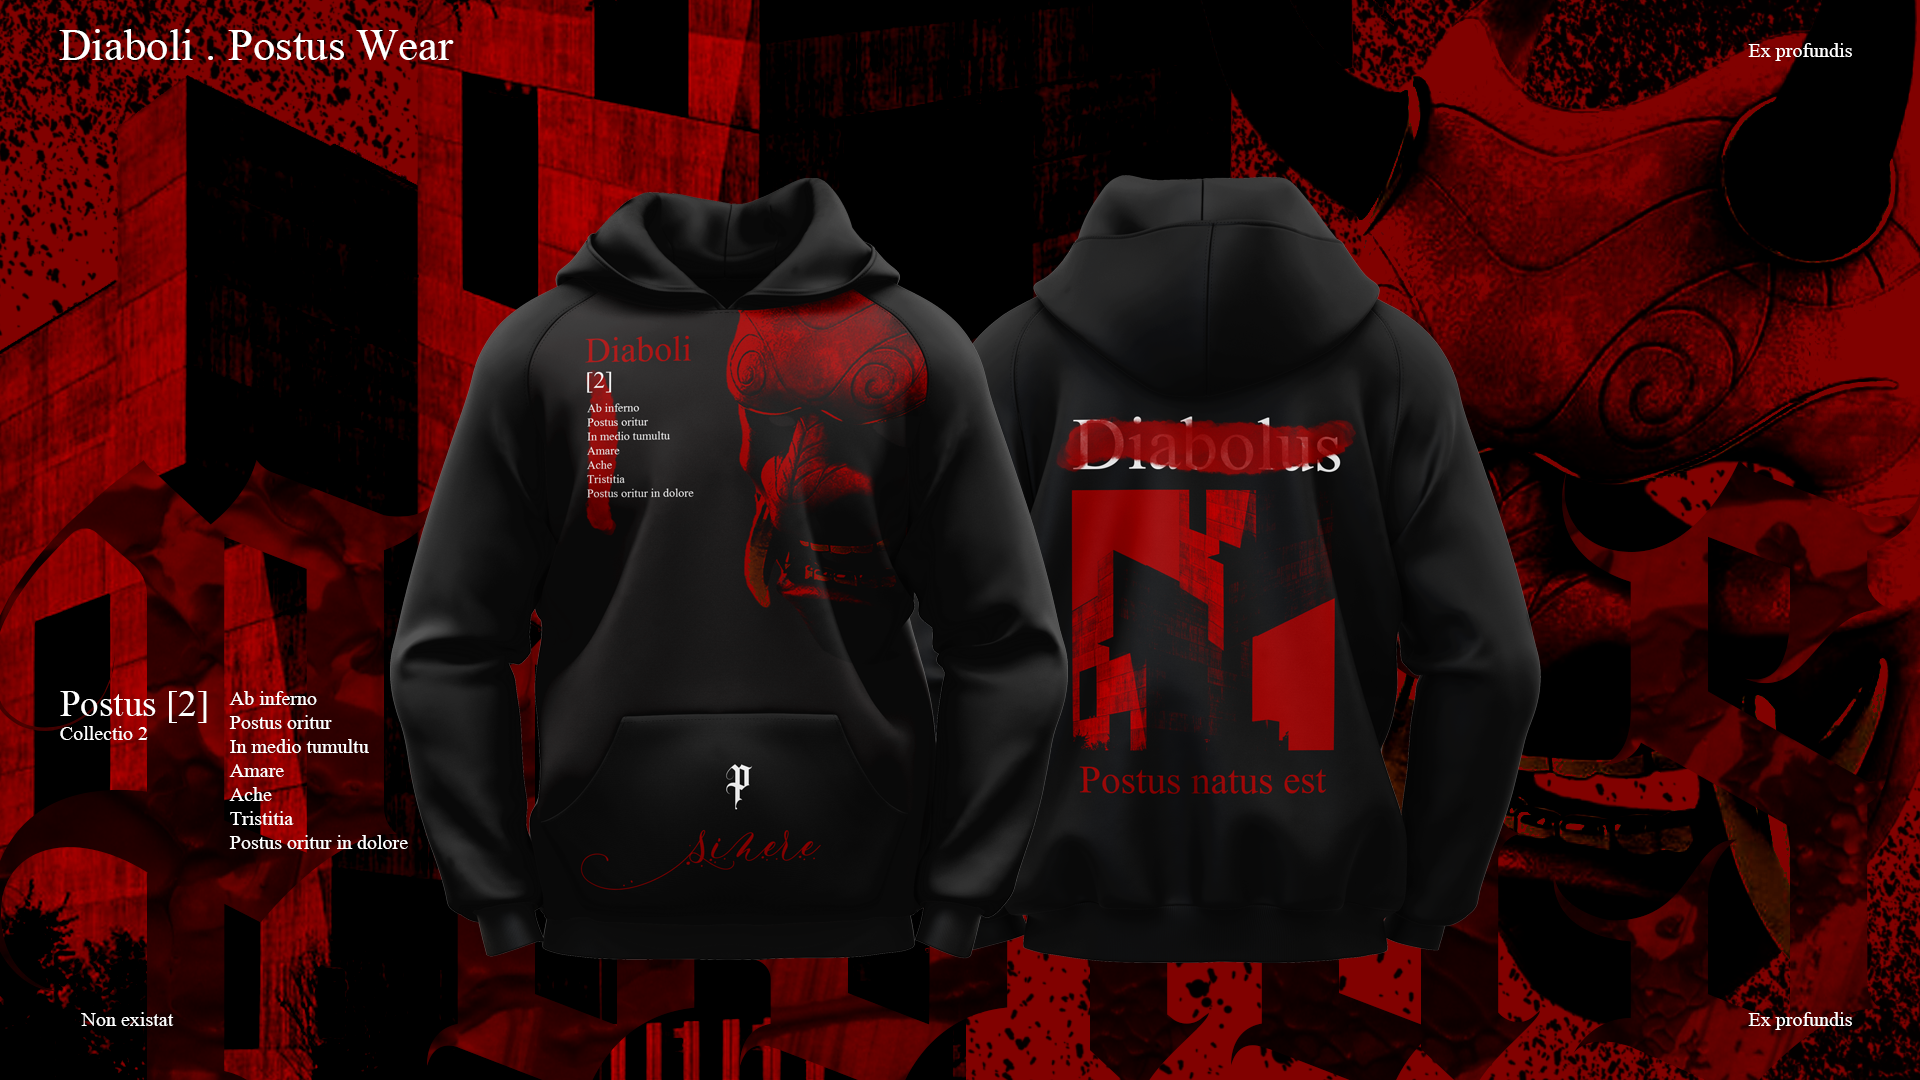 Diaboli . Postus Wear
Ex profundis
Diaboli
[2]
Ab inferno
Postus oritur
In medio tumultu
Amare
Ache
Tristitia
Postus oritur in dolore
p
sinere
Diabolus
Postus natus est
Postus [2]
Collectio 2
Ab inferno
Postus oritur
In medio tumultu
Amare
Ache
Tristitia
Postus oritur in dolore
Non existat
Ex profundis